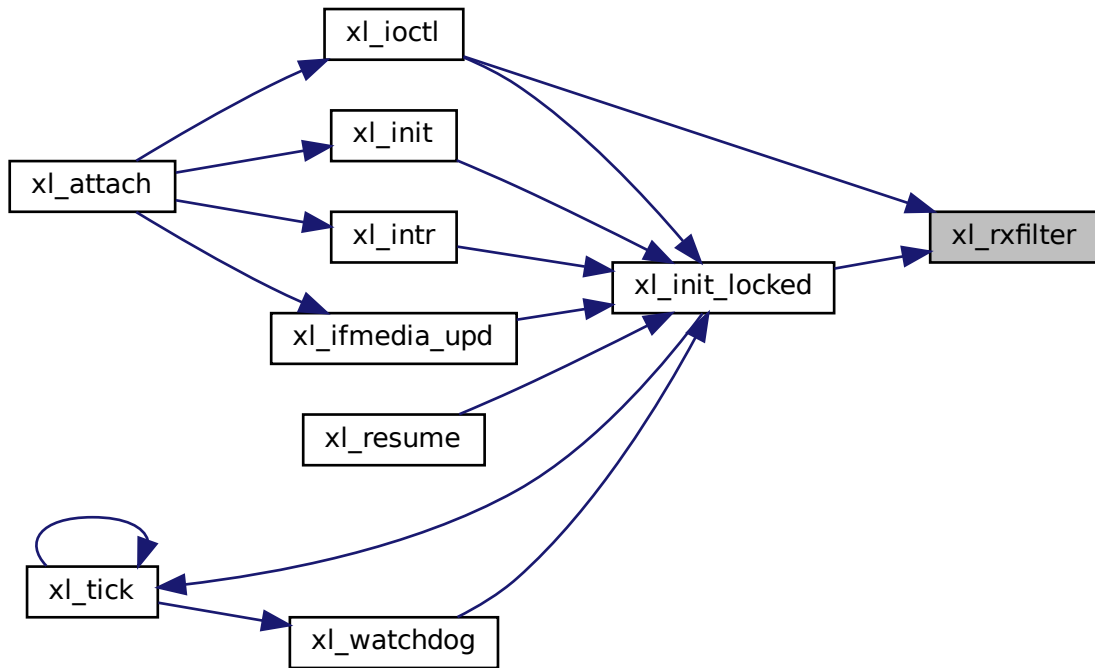 xl_ioctl
xl_init
xl_attach
xl_intr
xl_rxfilter
xl_init_locked
xl_ifmedia_upd
xl_resume
xl_tick
xl_watchdog